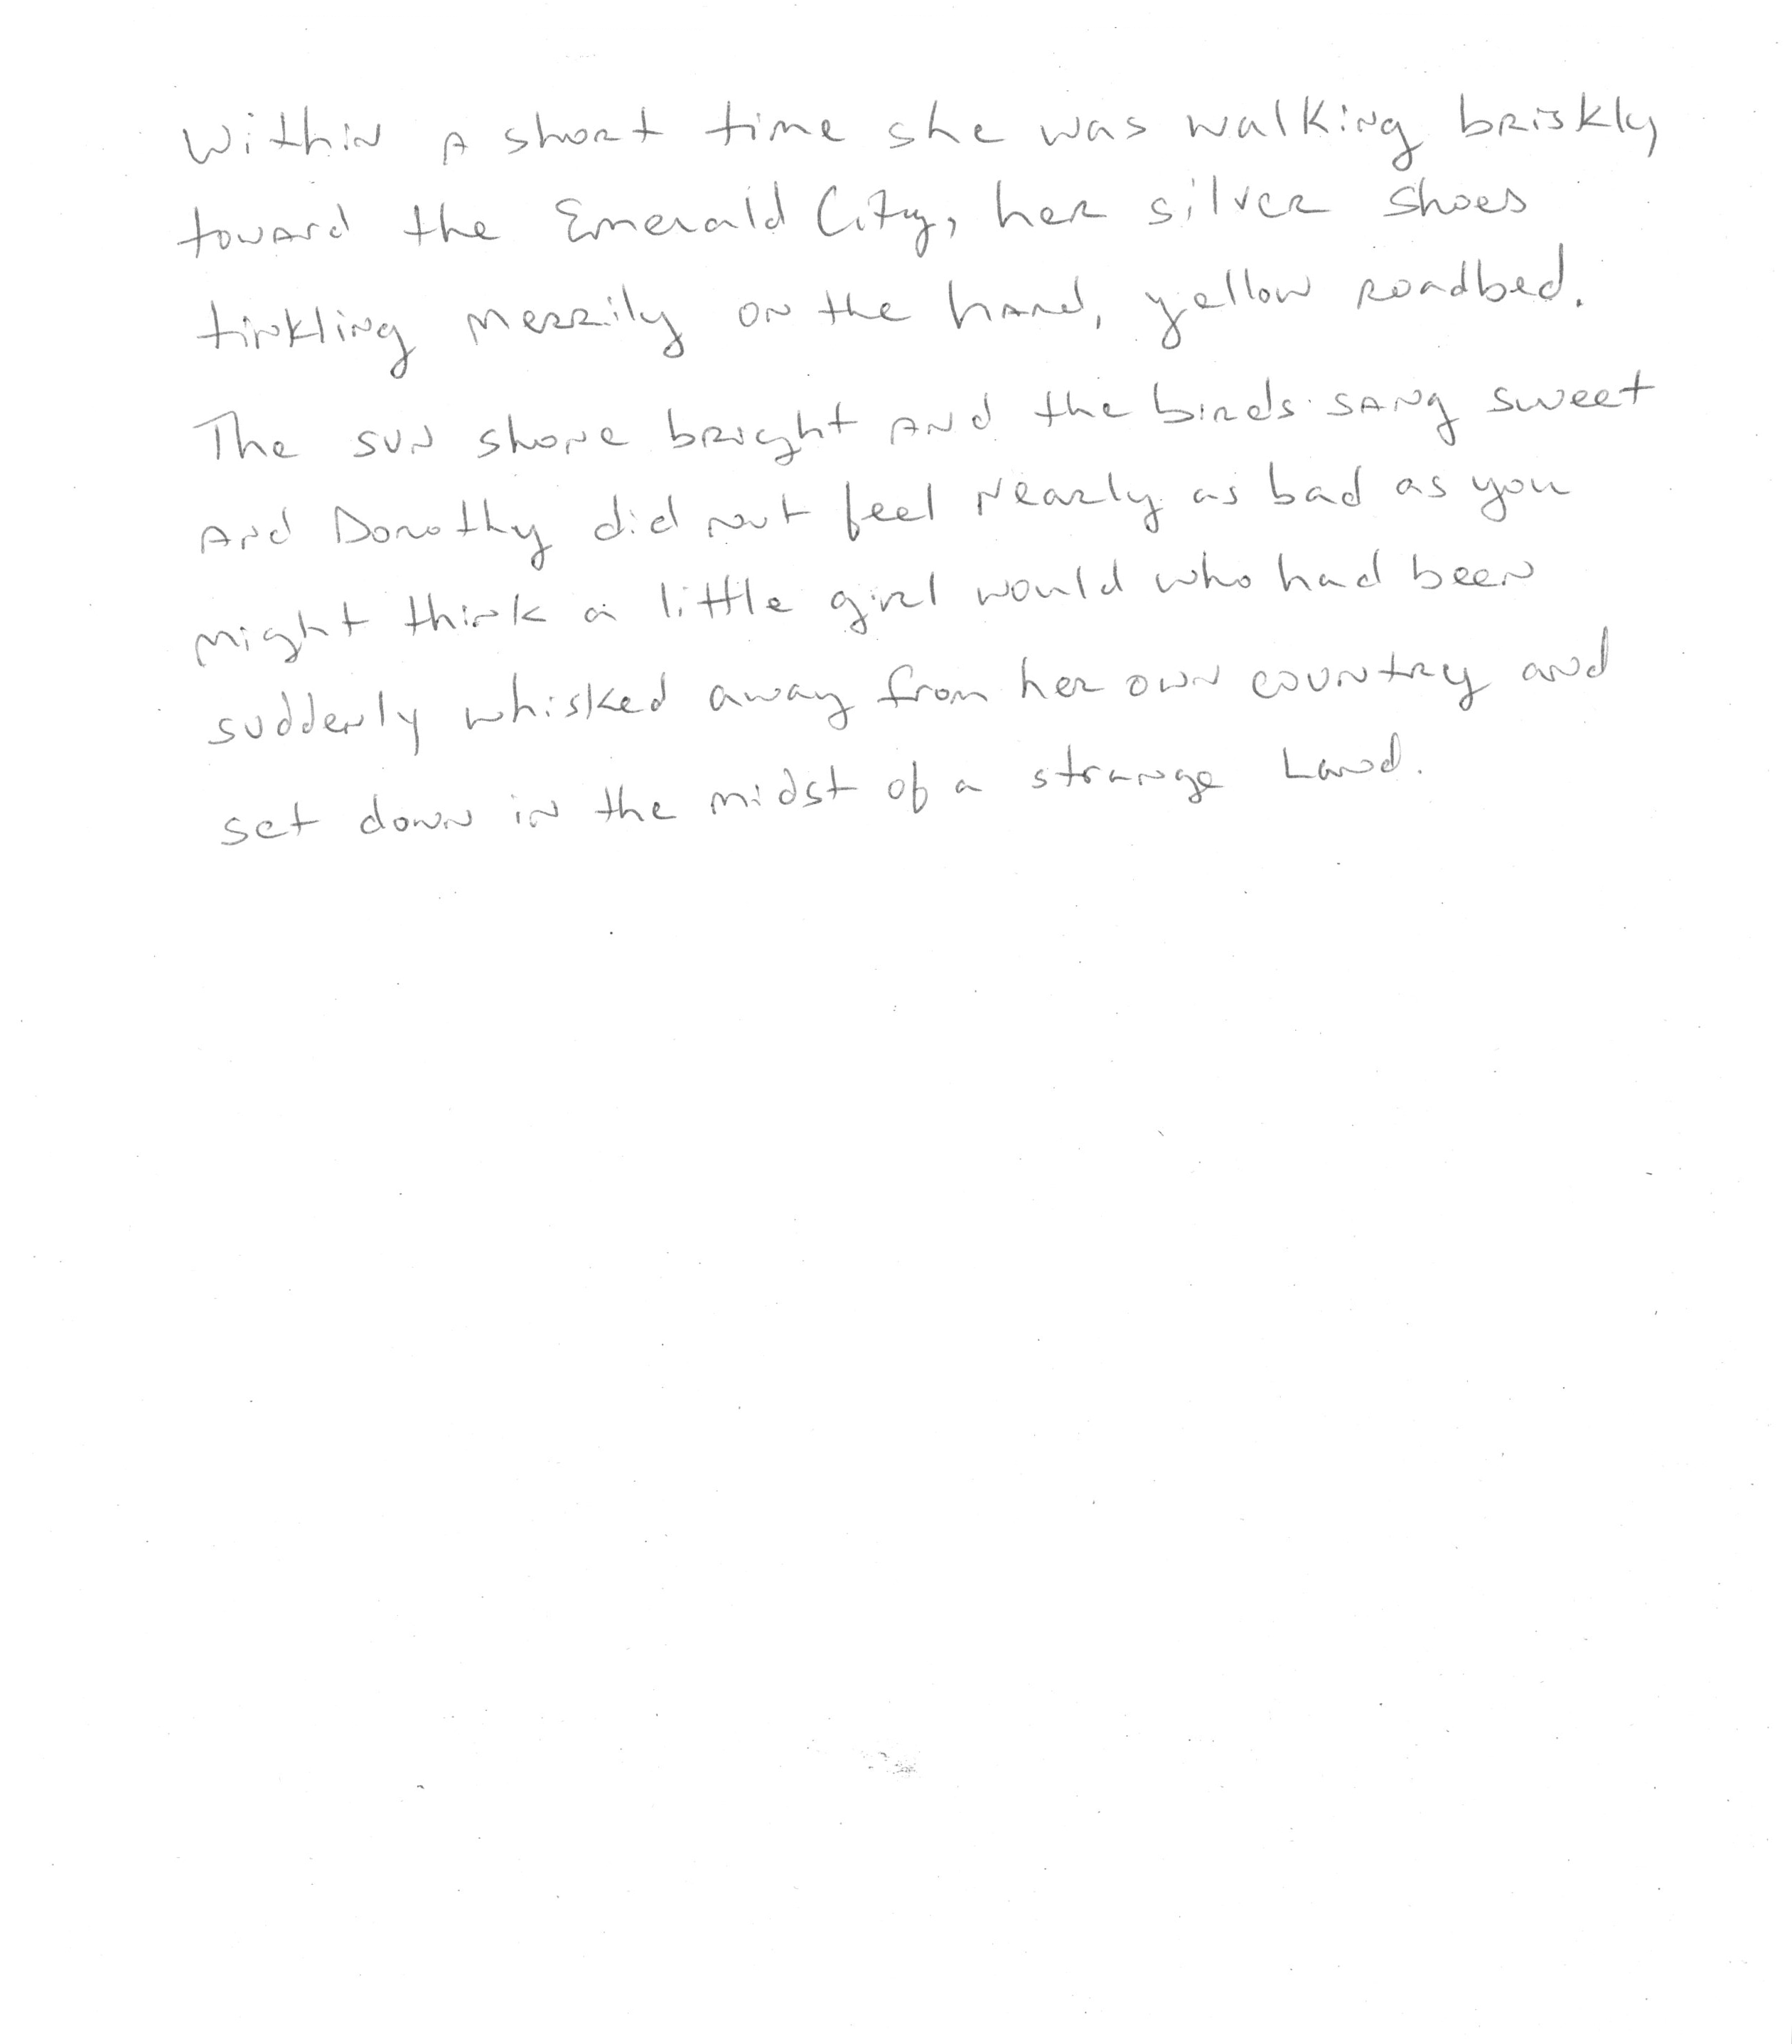 Within a short time she was walking briskly
toward the Emerald City, her silver shoes
tinkling merrily on the hard, yellow roadbed.
The sun shone bright and the birds sang sweet
and Dorothy did not feel nearly as bad as you
might think a little girl would who had been
suddenly whisked away from her own country and
set down in the midst of a strange land.